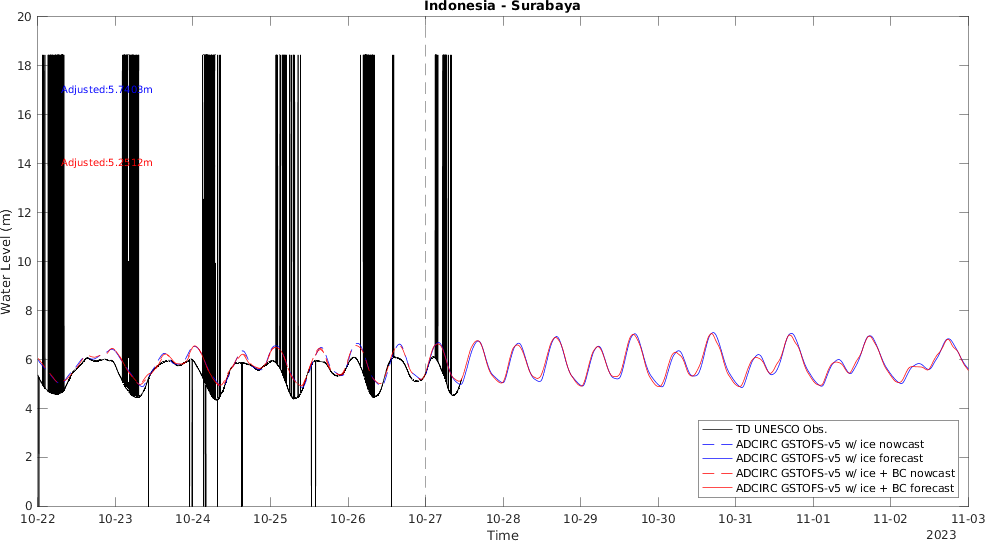 Indonesia - Surabaya
20
18
16
14
12
10
8
6
4
2
0
Water Level (m)
Adjusted:
Adjusted:
TD UNESCO Obs.
ADCIRC GSTOFS-v5 w/ ice nowcast
ADCIRC GSTOFS-v5 w/ ice forecast
ADCIRC GSTOFS-v5 w/ ice + BC nowcast
ADCIRC GSTOFS-v5 w/ ice + BC forecast
10-22 10-23 10-24 10-25 10-26 10-27 10-28 10-29 10-30 10-31 11-01 11-02 11-03
Time
2023